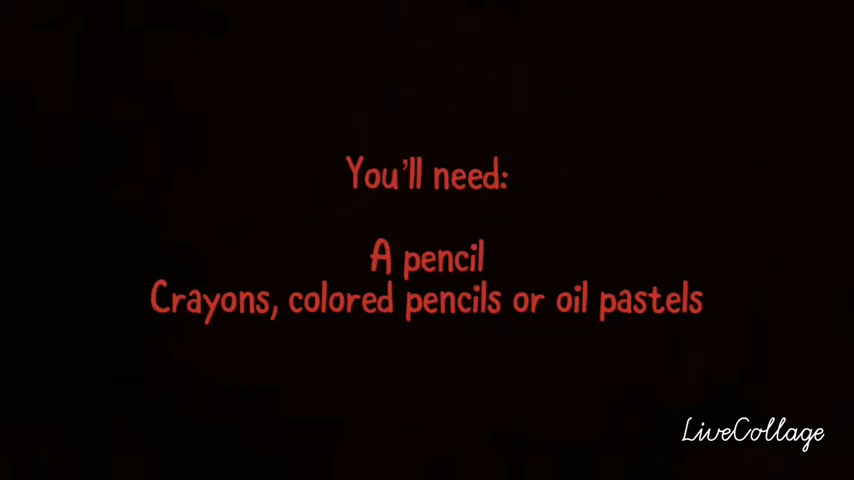 You'll need:
A pencil
Crayons, colored pencils or oil pastels
LiveCollage